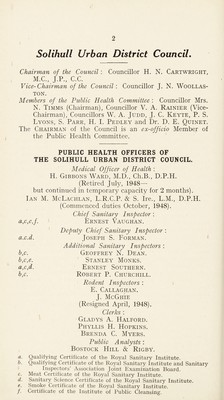 2
Solihull Urban District Council.
Chairman of the Council: Councillor H. N. CARTWRIGHT,
M.C., J.P., C.C.
Vice-Chairman of the Council: Councillor J. N. WOOLLAS-
TON.
Members of the Public Health Committee: Councillor Mrs.
N. TIMMS (Chairman), Councillor V. A. RAINIER (Vice-
Chairman), Councillors W. A. JUDD, J. C. KEYTE, P. S.
LYONS, S. PARR, H. I. PEDLEY and Dr. D. E. QUINET.
The CHAIRMAN of the Council is an ex-officio Member of
the Public Health Committee.
PUBLIC HEALTH OFFICERS OF
THE SOLIHULL URBAN DISTRICT COUNCIL.
Medical Officer of Health:
H. GIBBONS WARD, M.D., Ch.B., D.P.H.
(Retired July, 1948—
but continued in temporary capacity for 2 months).
IAN M. MCLACHLAN, L.R.C.P. & S. Ire., L.M., D.P.H.
(Commenced duties October, 1948).
Chief Sanitary Inspector:
a,c,e,f. ERNEST VAUGHAN.
Deputy Chief Sanitary Inspector:
a.c.d. JOSEPH S. FORMAN.
Additional Sanitary Inspectors:
b,c. GEOFFREY N. DEAN.
b,c,e. STANLEY MONKS.
a,c,d. ERNEST SOUTHERN.
b,c. ROBERT P. CHURCHILL.
Rodent Inspectors:
E. CALLAGHAN.
J. MCGHIE
(Resigned April, 1948).
Clerks:
GLADYS A. HALFORD.
PHYLLIS H. HOPKINS.
BRENDA C. MYERS.
Public Analysts:
BOSTOCK HILL & RIGBY.
a. Qualifying Certificate of the Royal Sanitary Institute.
b. Qualifying Certificate of the Royal Sanitary Institute and Sanitary
Inspectors' Association Joint Examination Board.
c. Meat Certificate of the Royal Sanitary Institute.
d. Sanitary Science Certificate of the Royal Sanitary Institute.
e. Smoke Certificate of the Royal Sanitary Institute.
f. Certificate of the Institute of Public Cleansing.